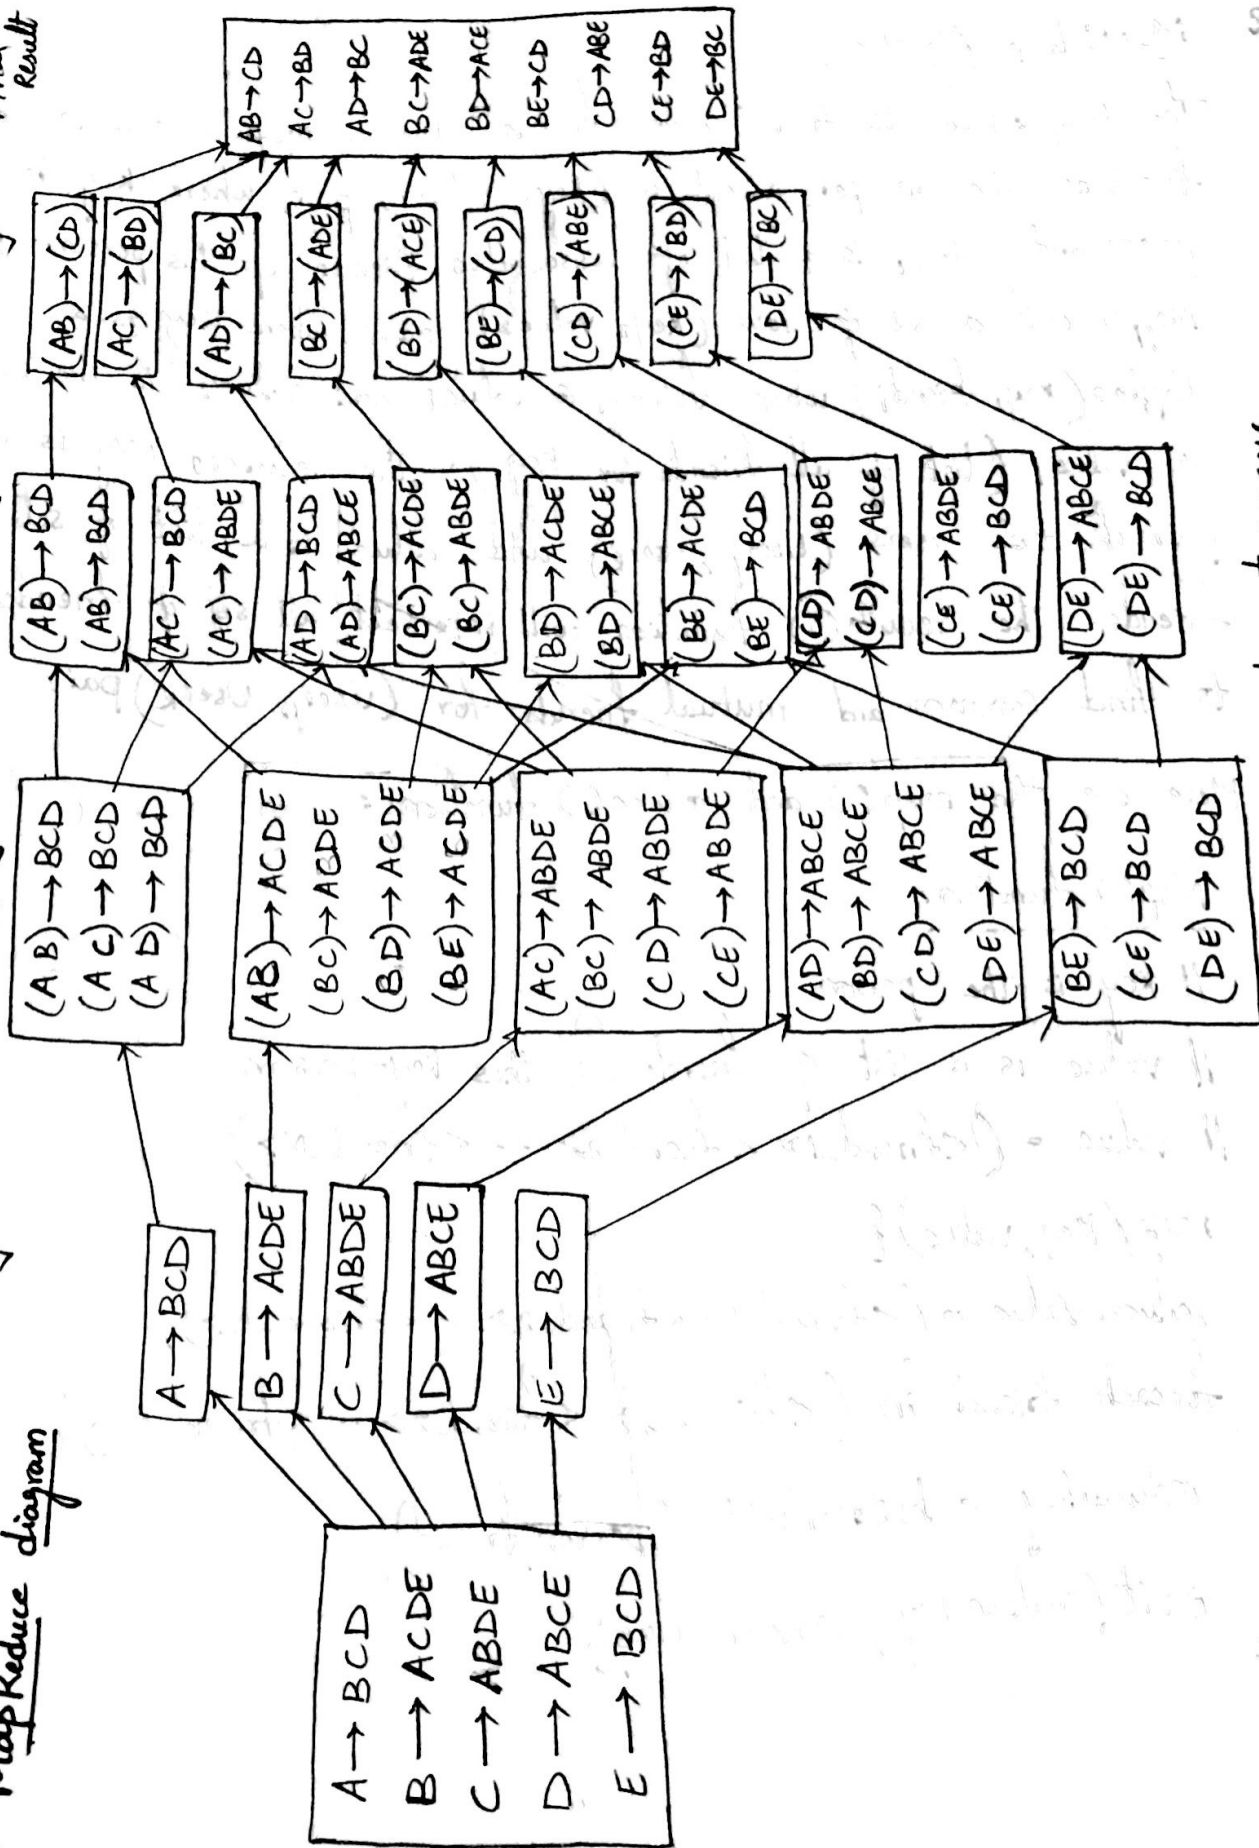 MapReduce diagram
A → BCD
B → ACDE
C → ABDE
D → ABCE
E → BCD
A → BCD
B → ACDE
C → ABDE
D → ABCE
E → BCD
(AB) → BCD
(AC) → BCD
(AD) → BCD
(AB) → ACDE
(BC) → ACDE
(BD) → ACDE
(BE) → ACDE
(AC) → ABDE
(BC) → ABDE
(CD) → ABDE
(CE) → ABDE
(AD) → ABCE
(BD) → ABCE
(CD) → ABCE
(DE) → ABCE
(BE) → BCD
(CE) → BCD
(DE) → BCD
(AB) → BCD
(AB) → BCD
(AC) → BCD
(AC) → ABDE
(AD) → BCD
(AD) → ABCE
(BC) → ACDE
(BC) → ABDE
(BD) → ACDE
(BD) → ABCE
(BE) → ACDE
(BE) → BCD
(CD) → ABDE
(CD) → ABCE
(CE) → ABDE
(CE) → BCD
(DE) → ABCE
(DE) → BCD
(AB) → (CD)
(AC) → (BD)
(AD) → (BC)
(BC) → (ADE)
(BD) → (ACE)
(BE) → (CD)
(CD) → (ABE)
(CE) → (BD)
(DE) → (BC)
Result
AB → CD
AC → BD
AD → BC
BC → ADE
BD → ACE
BE → CD
CD → ABE
CE → BD
DE → BC